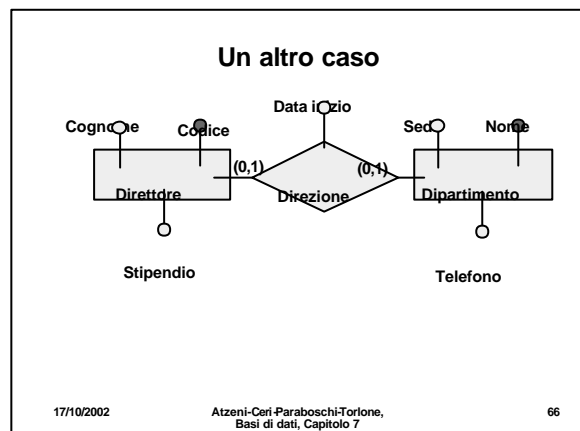 Un altro caso
Data inizio
Cognome
Codice
Sede
Nome
(0,1)
(0,1)
Direttore
Direzione
Dipartimento
Stipendio
Telefono
17/10/2002
Atzeni-Ceri-Paraboschi-Torlone,
Basi di dati, Capitolo 7
66